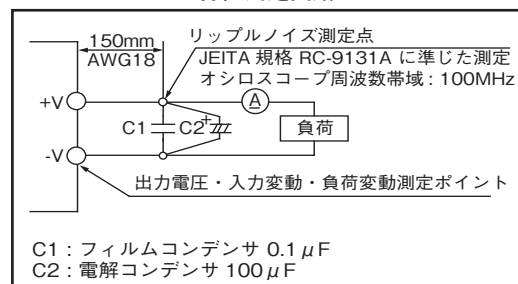 150mm
AWG18
リップルノイズ測定点
JEITA 規格 RC-9131A に準じた測定
オシロスコープ周波数帯域 : 100MHz
+V
A
C1
C2
+
負荷
-V
出力電圧・入力変動・負荷変動測定ポイント
C1 : フィルムコンデンサ 0.1μF
C2 : 電解コンデンサ 100μF